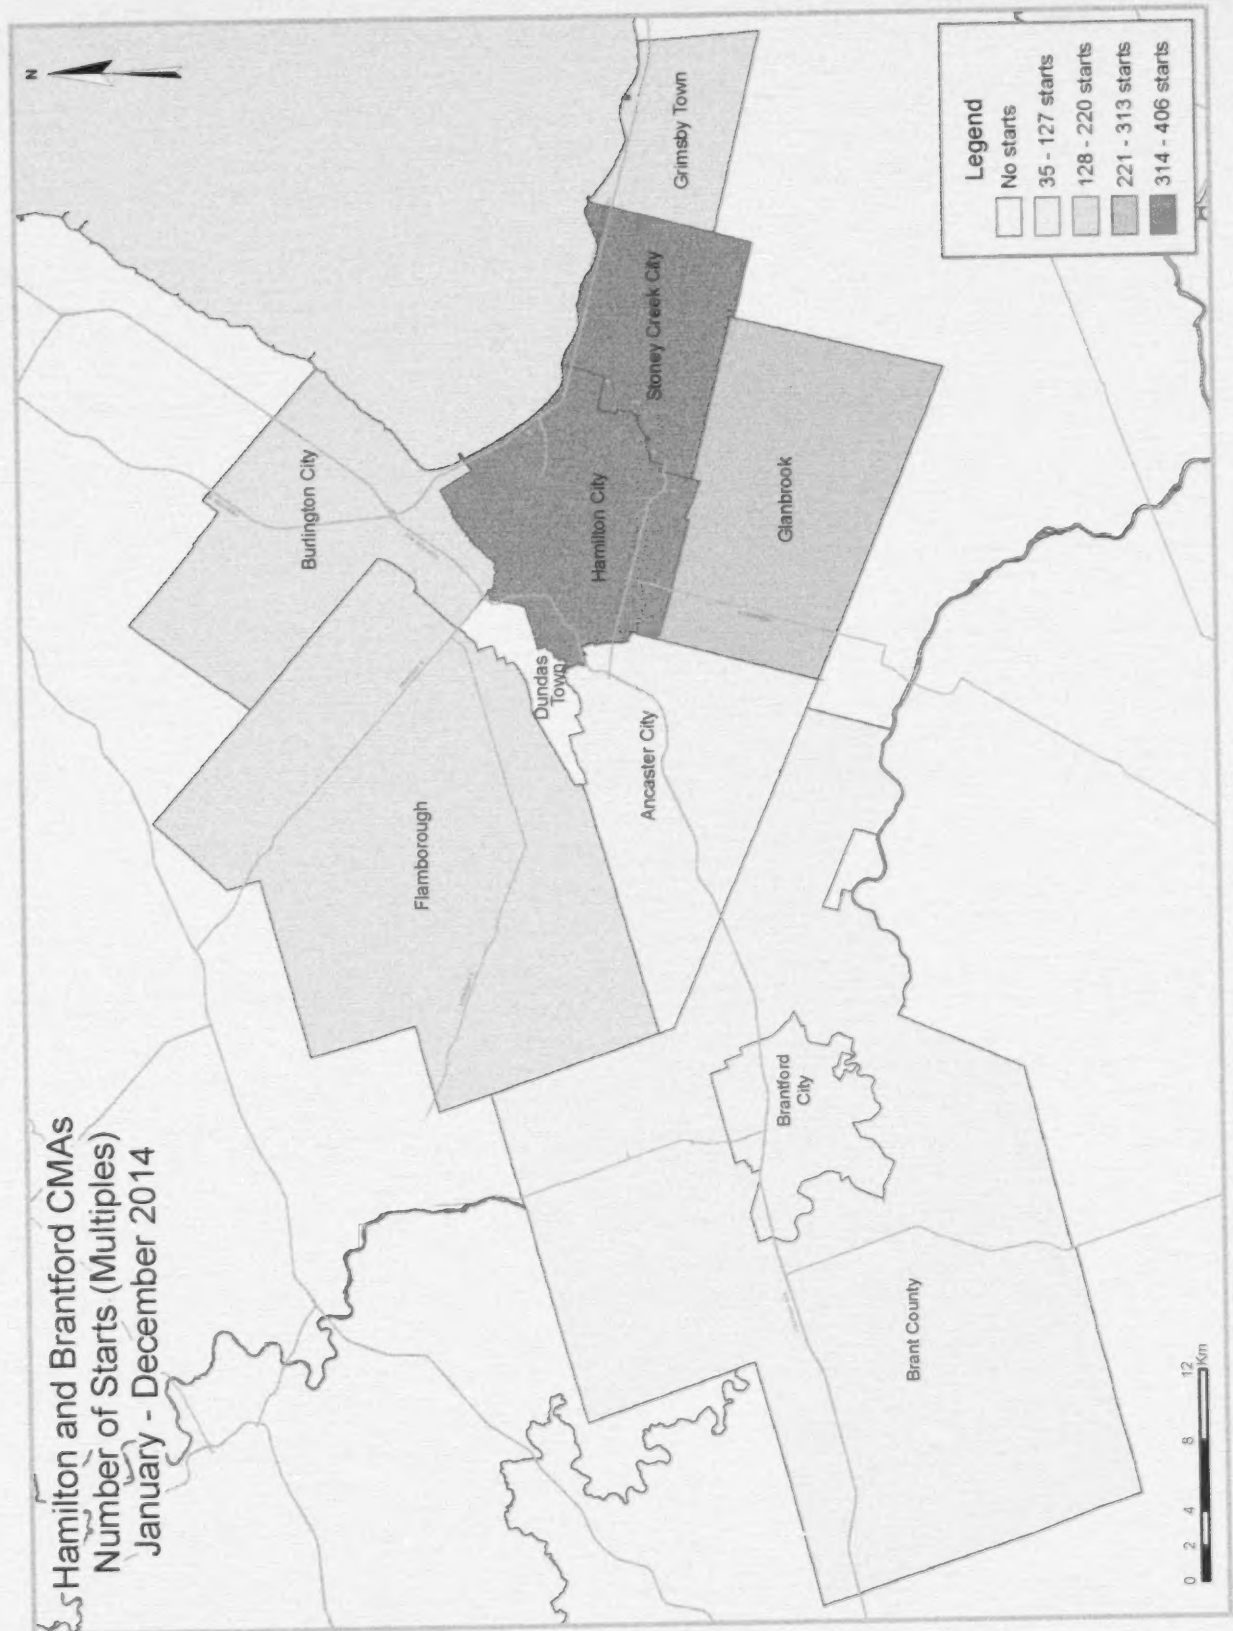 Hamilton and Brantford CMAs
Number of Starts (Multiples)
January - December 2014
N
Burlington City
Flamborough
Dundas
Town
Hamilton City
Stoney Creek City
Grimsby Town
Ancaster City
Glanbrook
Brantford
City
Brant County
Legend
No starts
35 - 127 starts
128 - 220 starts
221 - 313 starts
314 - 406 starts
0 2 4 8 12
Km